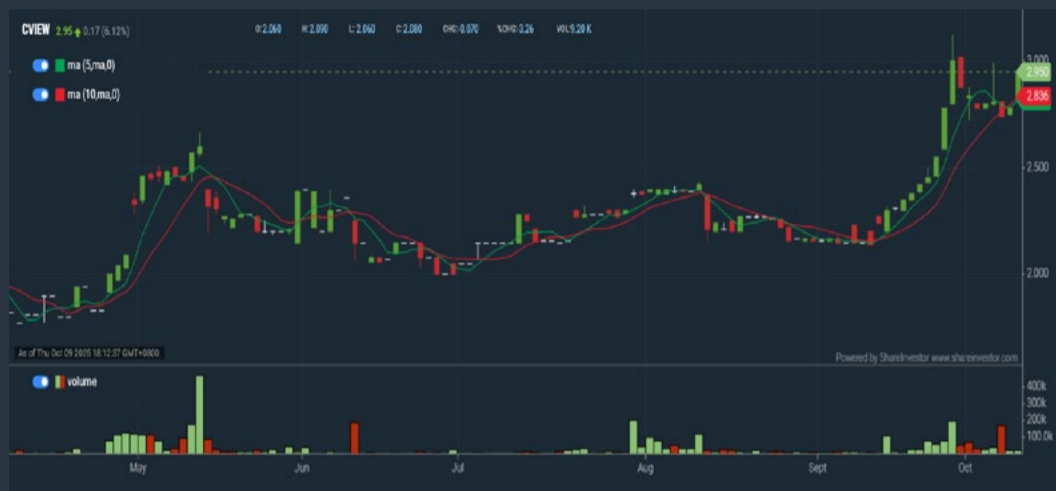 CVIEW 2.95 0.17 (6.12%) O:2.060 H:2.090 L:2.060 C:2.080 CHG:-0.070 %CHG:-3.26 VOL:9.20 K
ma (5,ma,0)
ma (10,ma,0)
3.000
2.950
2.836
2.500
2.000
As of Thu Oct 09 2025 18:12:37 GMT+0800
Powered by ShareInvestor www.shareinvestor.com
volume
400k
300k
200k
100.0k
May Jun Jul Aug Sept Oct